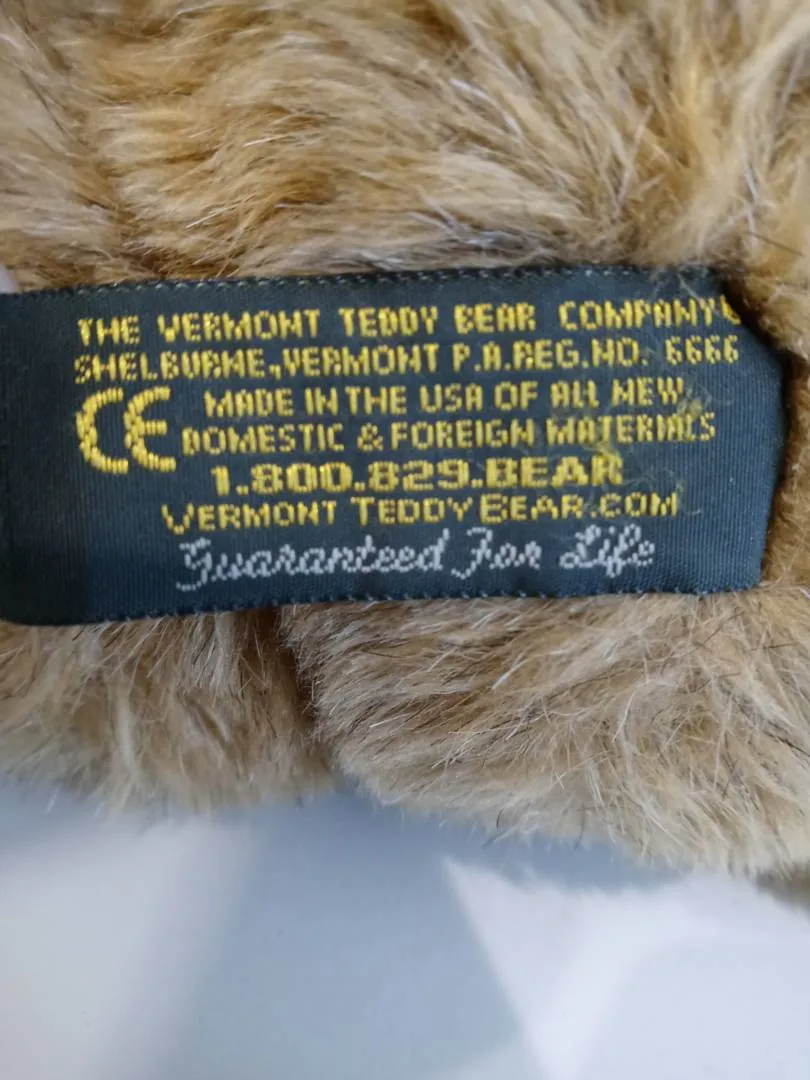 THE VERMONT TEDDY BEAR COMPANY
SHELBURNE, VERMONT P.A.REG.NO. 6666
CE
MADE IN THE USA OF ALL NEW
DOMESTIC & FOREIGN MATERIALS
1.800.829.BEAR
VERMONT TEDDY BEAR.COM
Guaranteed For Life